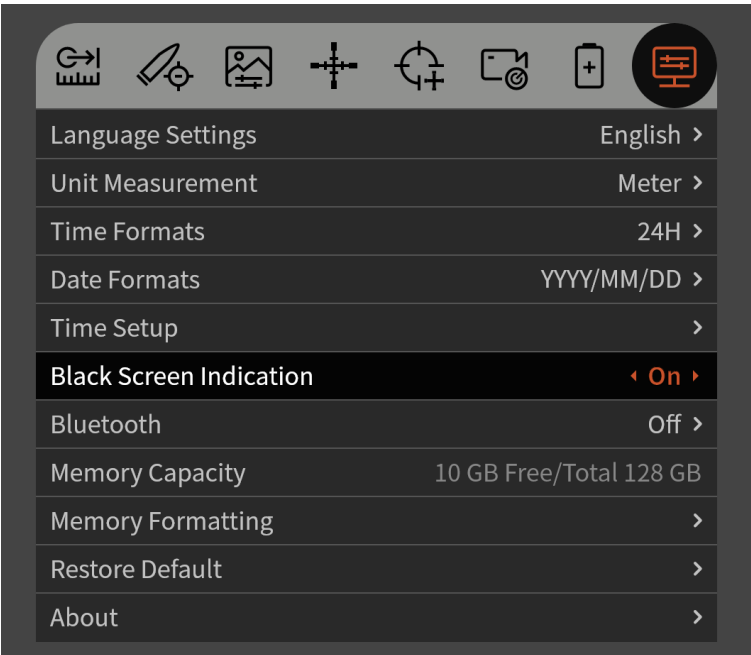 Language Settings English
Unit Measurement Meter
Time Formats 24H
Date Formats YYYY/MM/DD
Time Setup
Black Screen Indication On
Bluetooth Off
Memory Capacity 10 GB Free/Total 128 GB
Memory Formatting
Restore Default
About